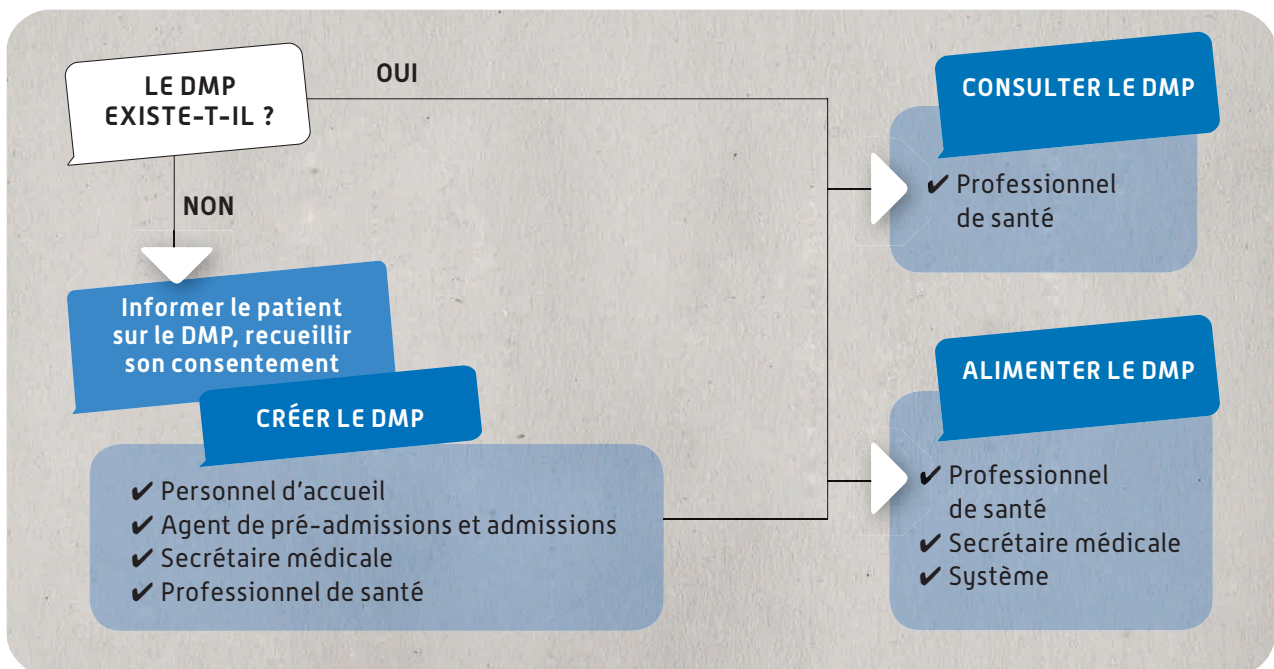 LE DMP
EXISTE-T-IL ?
OUI
NON
Informer le patient
sur le DMP, recueillir
son consentement
CRÉER LE DMP
✔ Personnel d'accueil
✔ Agent de pré-admissions et admissions
✔ Secrétaire médicale
✔ Professionnel de santé
CONSULTER LE DMP
✔ Professionnel
de santé
ALIMENTER LE DMP
✔ Professionnel
de santé
✔ Secrétaire médicale
✔ Système